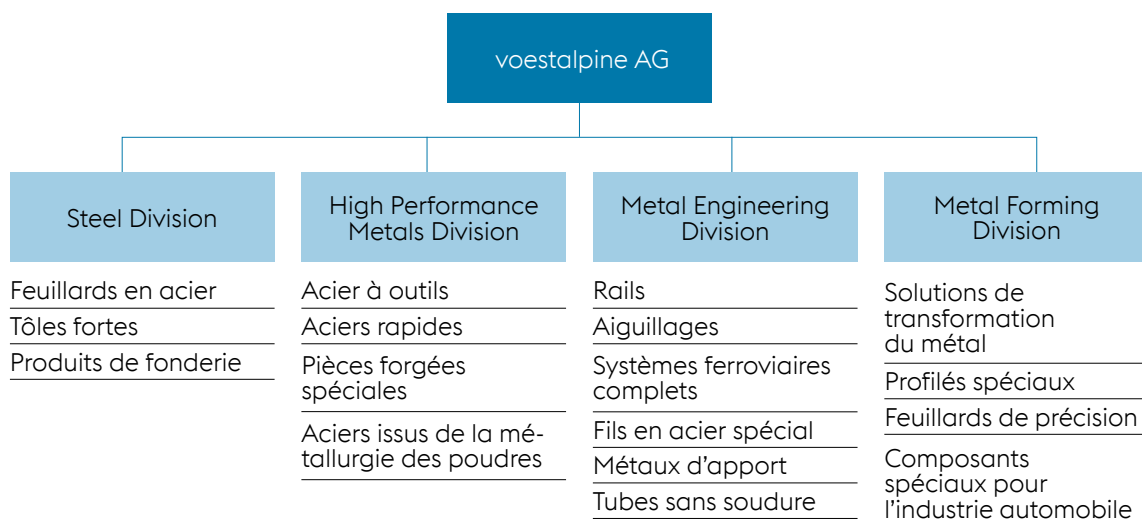 voestalpine AG
Steel Division
Feuillards en acier
Tôles fortes
Produits de fonderie
High Performance
Metals Division
Acier à outils
Aciers rapides
Pièces forgées
spéciales
Aciers issus de la mé-
tallurgie des poudres
Metal Engineering
Division
Rails
Aiguillages
Systèmes ferroviaires
complets
Fils en acier spécial
Métaux d'apport
Tubes sans soudure
Metal Forming
Division
Solutions de
transformation
du métal
Profilés spéciaux
Feuillards de précision
Composants
spéciaux pour
l'industrie automobile